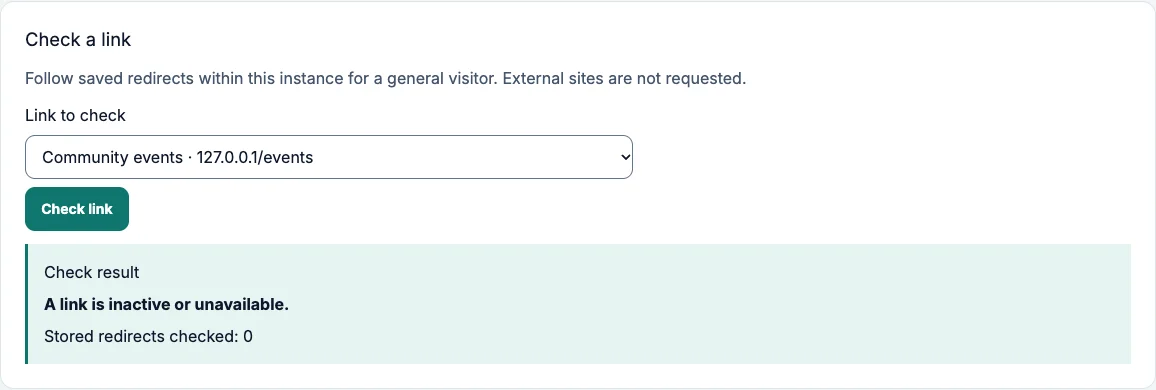 Check a link
Follow saved redirects within this instance for a general visitor. External sites are not requested.
Link to check
Community events · 127.0.0.1/events
Check link
Check result
A link is inactive or unavailable.
Stored redirects checked: 0